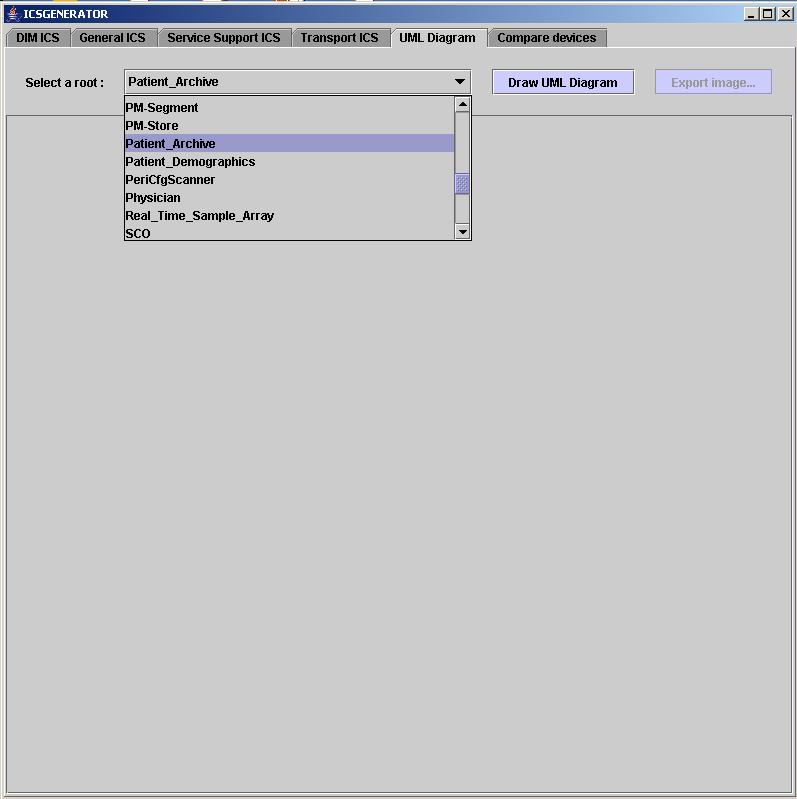 ICSGENERATOR
DIM ICS General ICS Service Support ICS Transport ICS UML Diagram Compare devices
Select a root : Patient_Archive Draw UML Diagram Export image...
PM-Segment
PM-Store
Patient_Archive
Patient_Demographics
PeriCfgScanner
Physician
Real_Time_Sample_Array
SCO